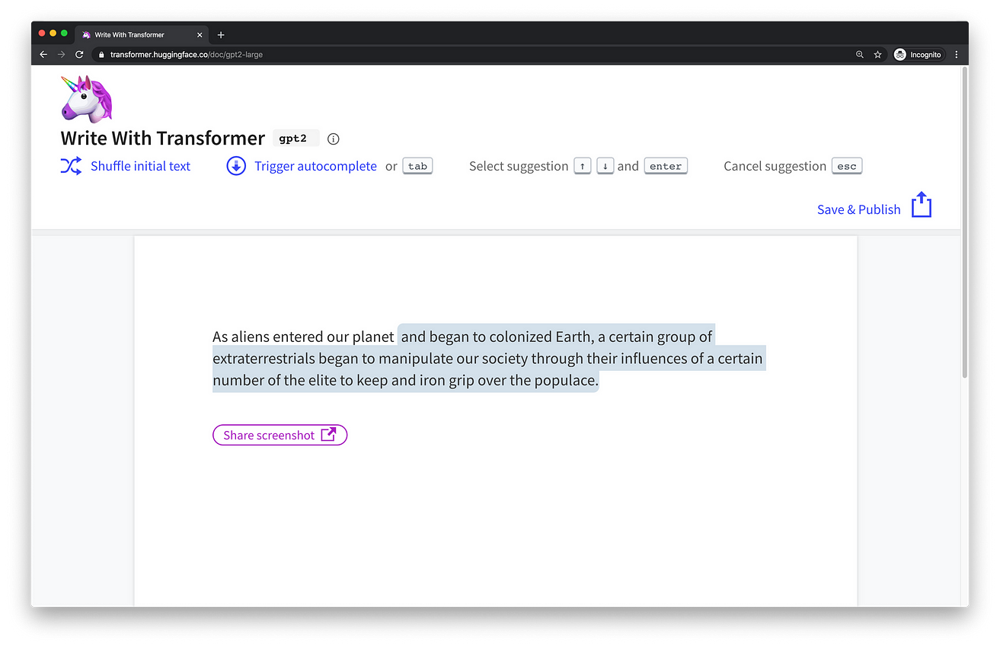 Write With Transformer
transformer.huggingface.co/doc/gpt2-large
Incognito
Write With Transformer gpt2
Shuffle initial text Trigger autocomplete or tab Select suggestion ↑ ↓ and enter Cancel suggestion esc
Save & Publish
As aliens entered our planet and began to colonized Earth, a certain group of
extraterrestrials began to manipulate our society through their influences of a certain
number of the elite to keep and iron grip over the populace.
Share screenshot